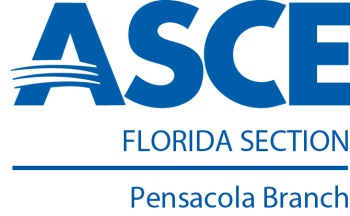 ASCE
FLORIDA SECTION
Pensacola Branch